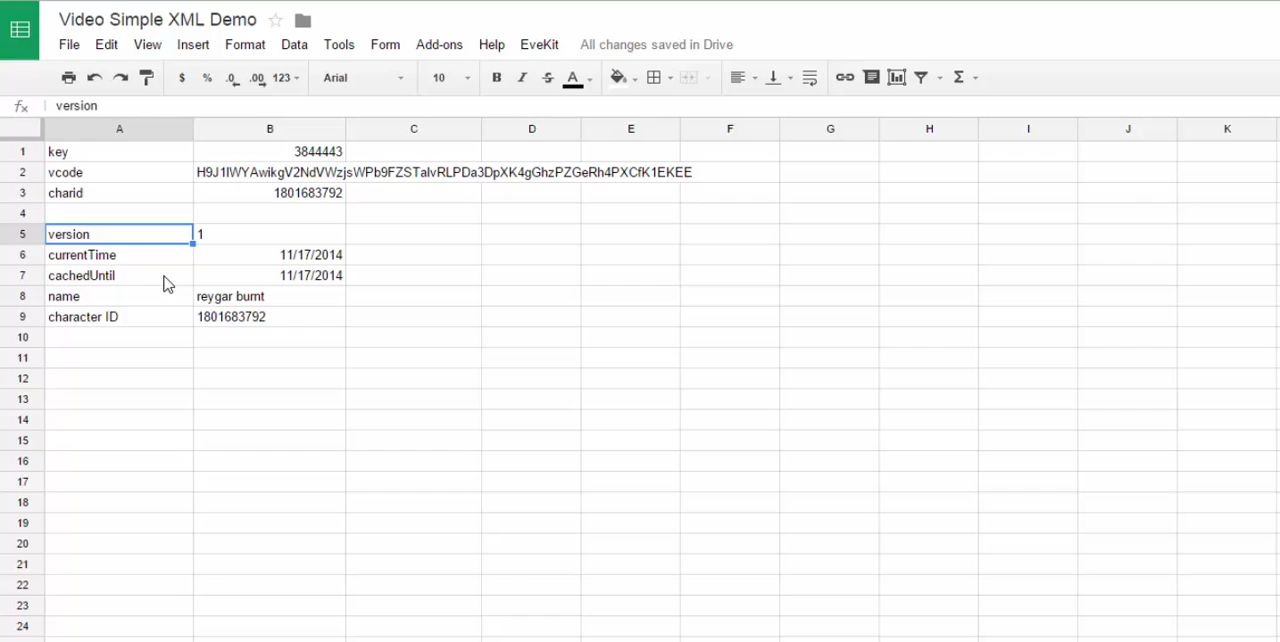 Video Simple XML Demo
File Edit View Insert Format Data Tools Form Add-ons Help EveKit All changes saved in Drive
$ % .0 .00 123 Arial 10 B I S A Σ
fx version
A B C D E F G H I J K
1 key 3844443
2 vcode
3 charid 1801683792
4
5 version 1
6 currentTime 11/17/2014
7 cachedUntil 11/17/2014
8 name reygar burnt
9 character ID 1801683792
10
11
12
13
14
15
16
17
18
19
20
21
22
23
24